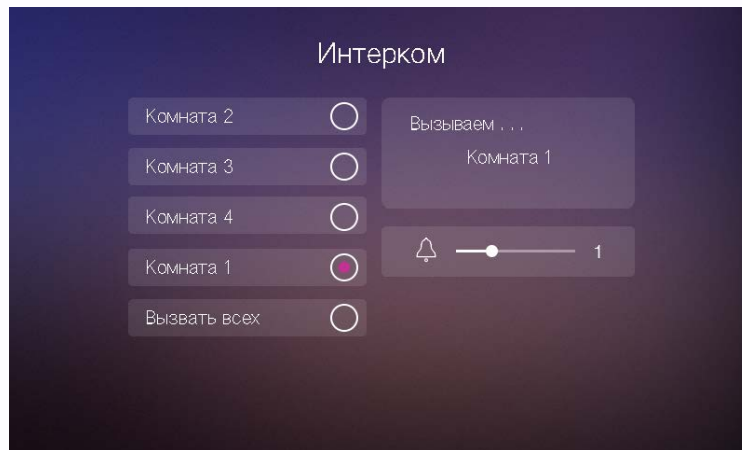 Интерком
Комната 2
Комната 3
Комната 4
Комната 1
Вызвать всех
Вызываем ...
Комната 1
1